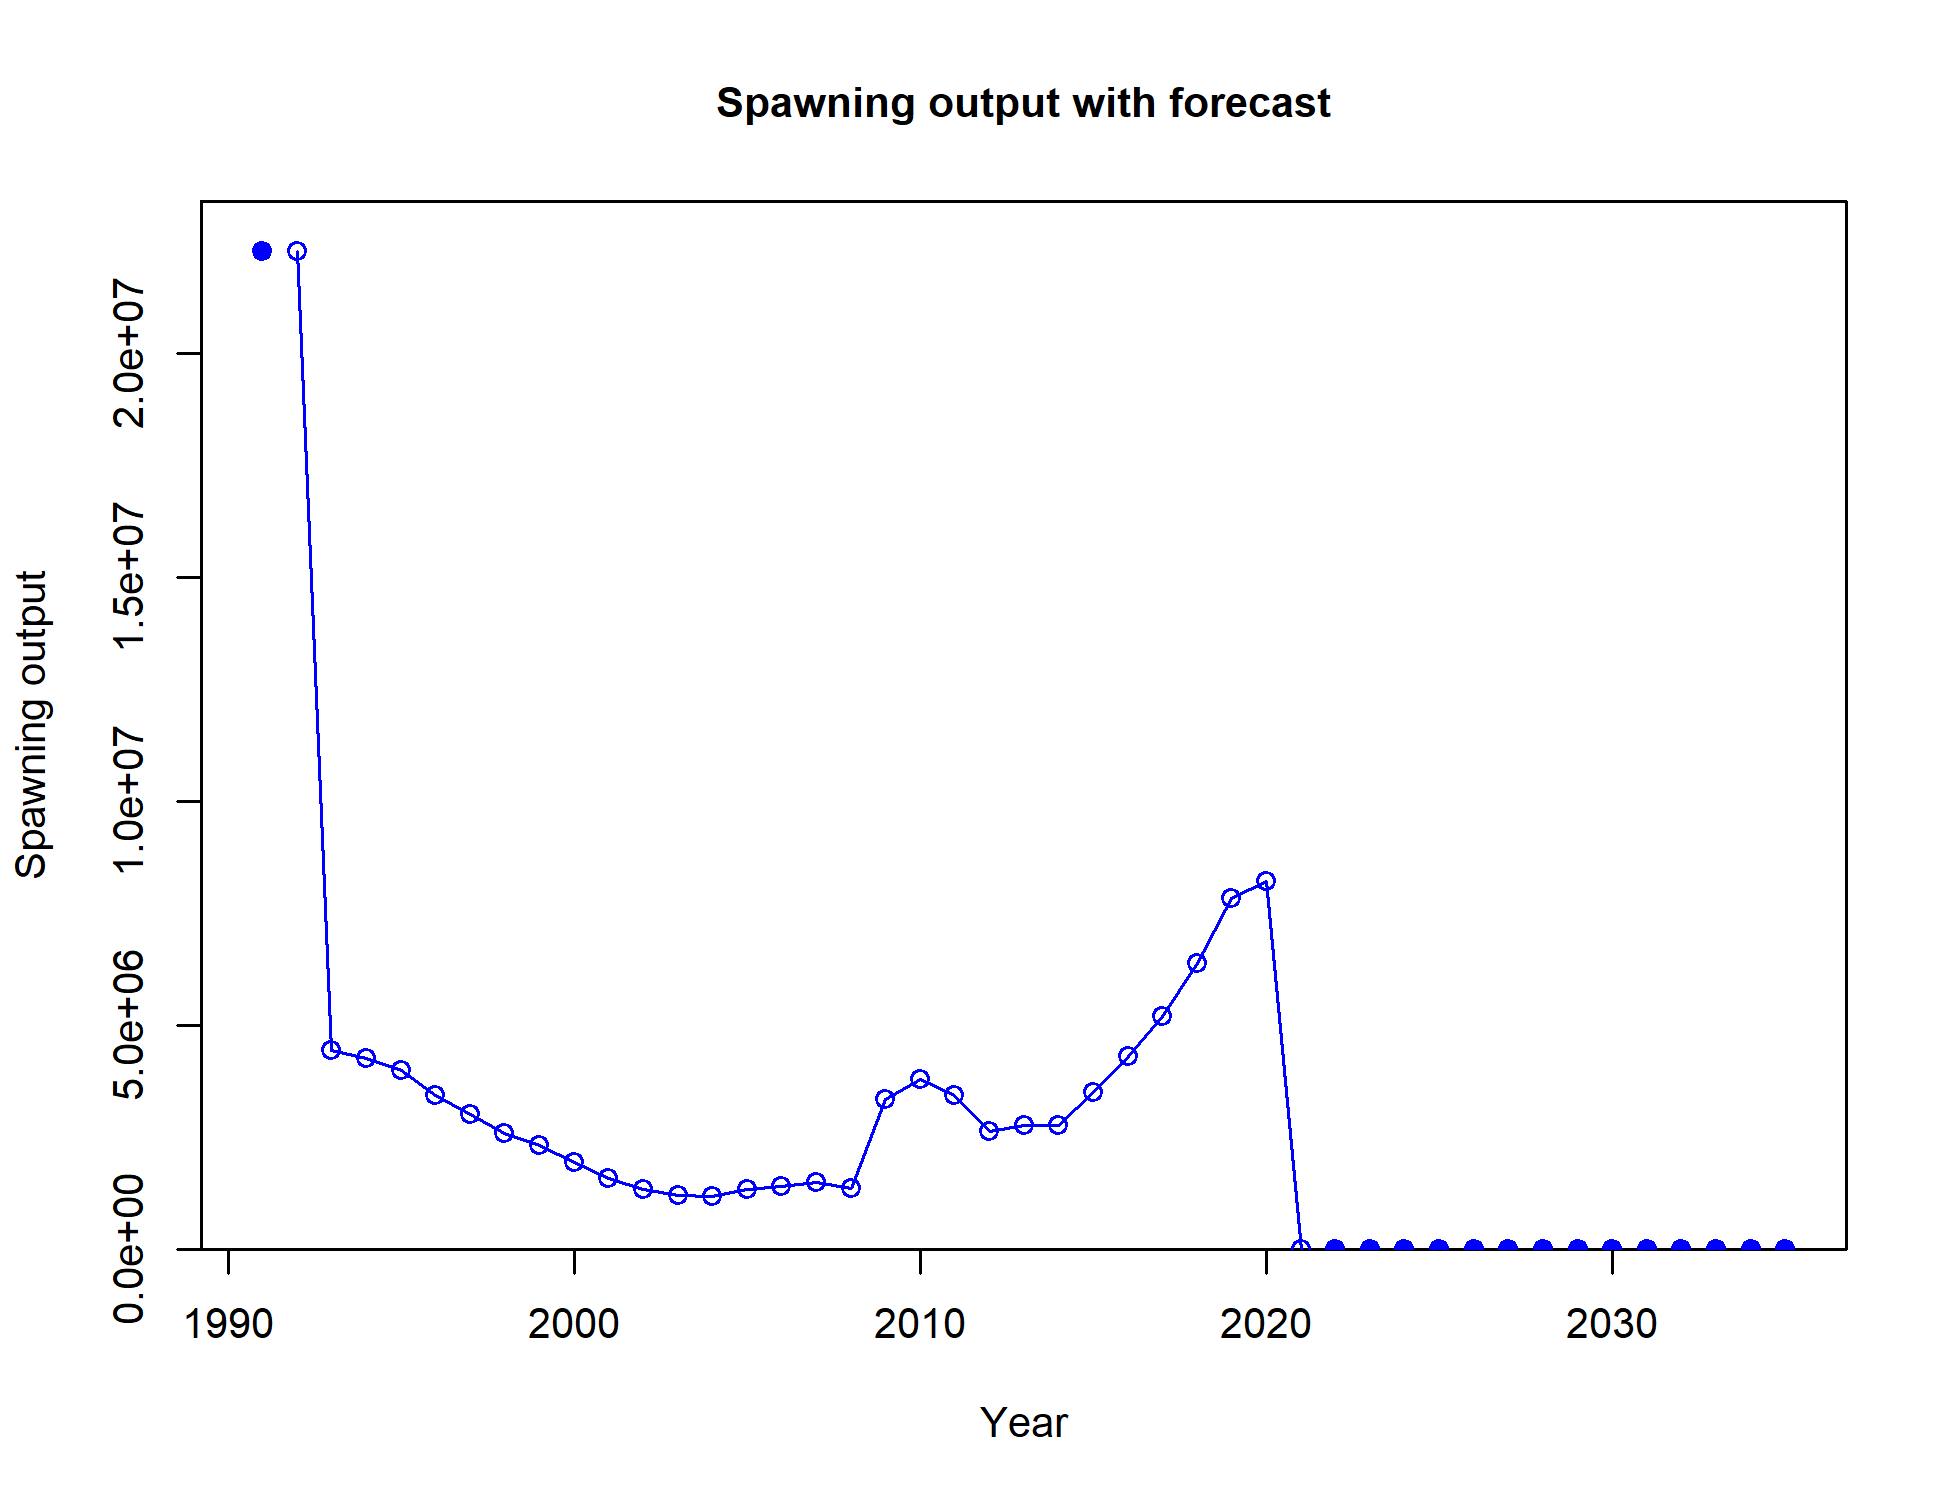 Spawning output with forecast
Spawning output
2.0e+07
1.5e+07
1.0e+07
5.0e+06
0.0e+00
1990 2000 2010 2020 2030
Year